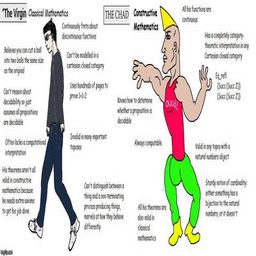 "The Virgin Classical Mathematics
Continuously frets about
discontinuous functions
Believes you can cut a ball
into two balls the same size
as the original
Can't be modelled in a
cartesian closed category
Uses hundreds of pages to
prove 1+1=2
Can't reason about
decidability so just
assumes all propositions
are decidable
Often lacks a computational
interpretation
Invalid in many important
toposes
His theorems aren't all
valid in constructive
mathematics because he
needs extra axioms
to get his job done
Can't distinguish between a
thing and a non-terminating
process producing things,
marvels at how they behave
differently
THE CHAD
Constructive
Mathematics
All his functions are
continuous
Has a completely category-
theoretic interpretation in any
Cartesian closed category
Eq_refl
(Succ (Succ Z))
(Succ (Succ Z))
Knows how to determine
whether a proposition is
decidable
Always computable
Valid in any topos with a
natural numbers object
Sturdy notion of cardinality:
either something has a
bijection to the natural
numbers, or it doesn't
All his theorems are
also valid in
classical
mathematics
imgflip.com